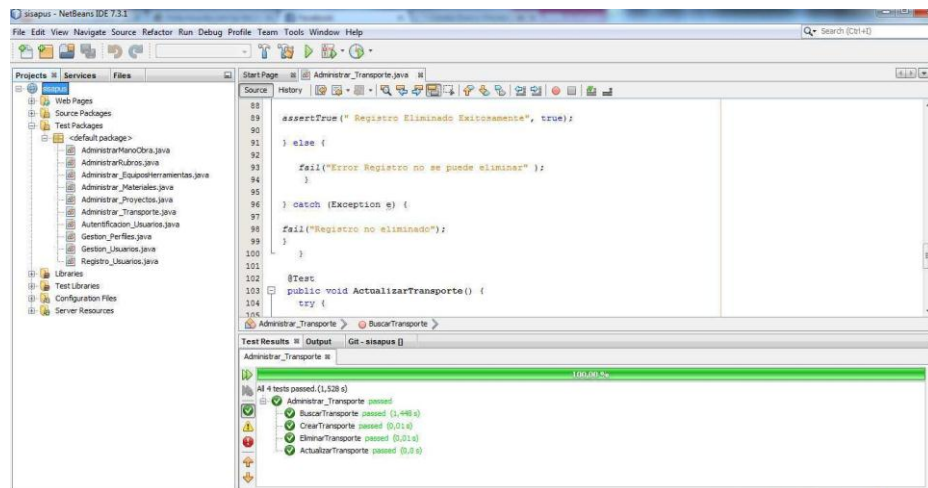 sisapus - NetBeans IDE 7.3.1
File Edit View Navigate Source Refactor Run Debug Profile Team Tools Window Help
Search (Ctrl+I)
Projects Services Files
sisapus
Web Pages
Source Packages
Test Packages
<default package>
AdministrarManoObra.java
AdministrarRubros.java
Administrar_EquiposHerramientas.java
Administrar_Materiales.java
Administrar_Proyectos.java
Administrar_Transporte.java
Autentificacion_Usuarios.java
Gestion_Perfiles.java
Gestion_Usuarios.java
Registro_Usuarios.java
Libraries
Test Libraries
Configuration Files
Server Resources
Start Page Administrar_Transporte.java
Source History
88
89 assertTrue(" Registro Eliminado Exitosamente", true);
90
91 } else {
92
93 fail("Error Registro no se puede eliminar" );
94 }
95
96 } catch (Exception e) {
97
98 fail("Registro no eliminado");
99 }
100 }
101
102 @Test
103 public void ActualizarTransporte() {
104 try {
105
Administrar_Transporte BuscarTransporte
Test Results Output Git - sisapus []
Administrar_Transporte
100,00 %
All 4 tests passed.(1,528 s)
Administrar_Transporte passed
BuscarTransporte passed (1,446 s)
CrearTransporte passed (0,01 s)
EliminarTransporte passed (0,01 s)
ActualizarTransporte passed (0,0 s)